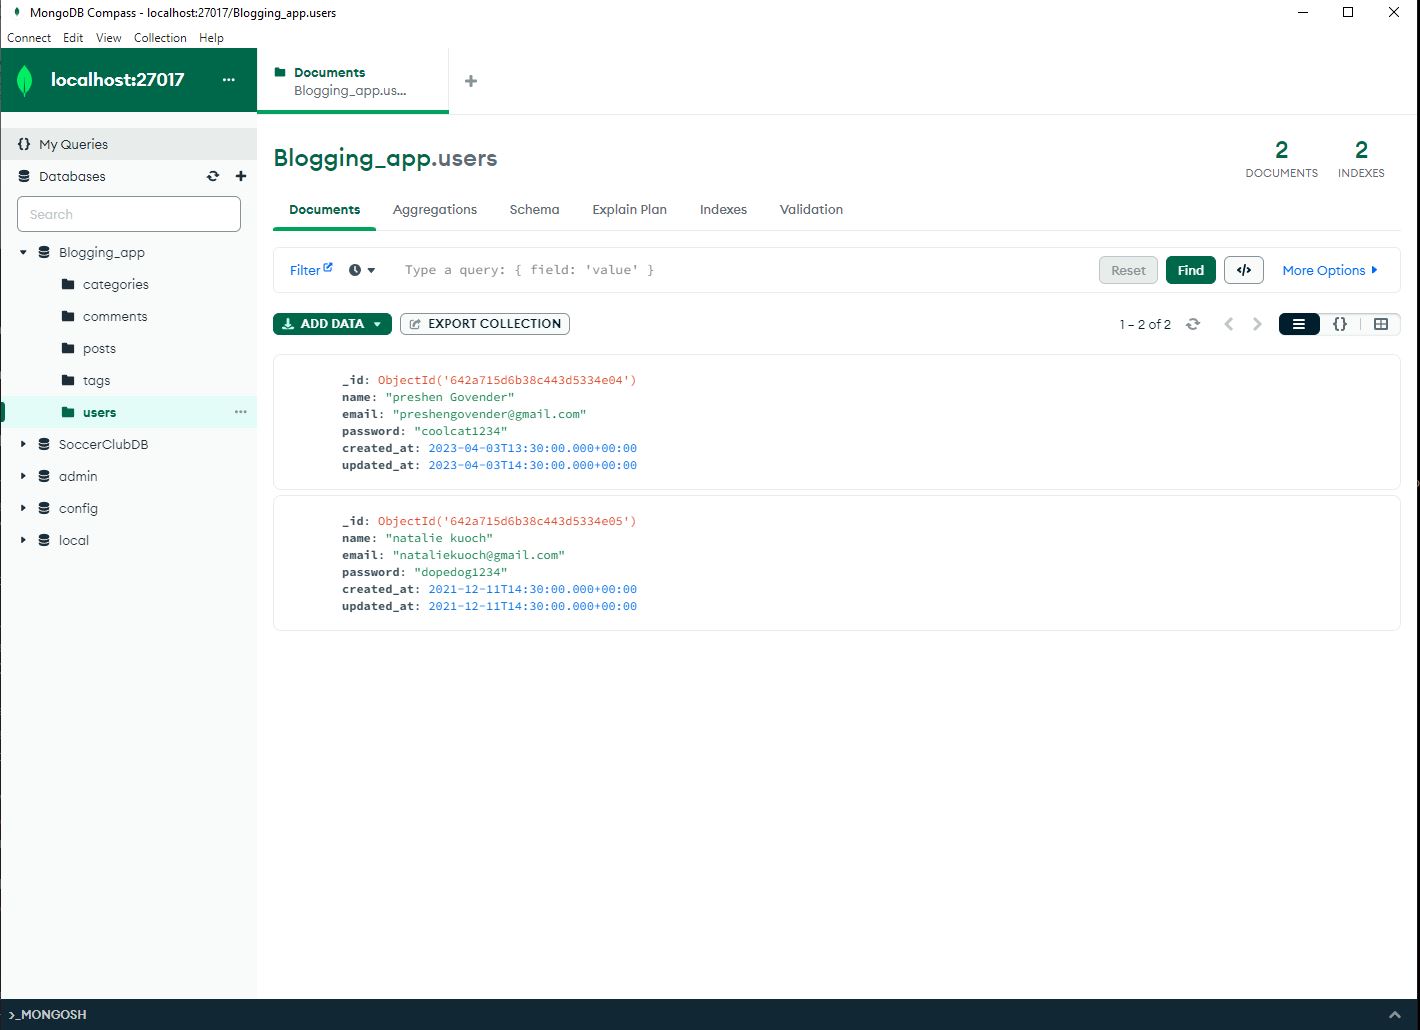 MongoDB Compass - localhost:27017/Blogging_app.users
Connect Edit View Collection Help
localhost:27017 ...
Documents
Blogging_app.us...
My Queries
Databases
Search
Blogging_app
categories
comments
posts
tags
users ...
SoccerClubDB
admin
config
local
Blogging_app.users
2 DOCUMENTS
2 INDEXES
Documents Aggregations Schema Explain Plan Indexes Validation
Filter Type a query: { field: 'value' } Reset Find </> More Options
ADD DATA EXPORT COLLECTION 1 – 2 of 2 {}
_id: ObjectId('642a715d6b38c443d5334e04')
name: "preshen Govender"
email: "preshengovender@gmail.com"
password: "coolcat1234"
created_at: 2023-04-03T13:30:00.000+00:00
updated_at: 2023-04-03T14:30:00.000+00:00
_id: ObjectId('642a715d6b38c443d5334e05')
name: "natalie kuoch"
email: "nataliekuoch@gmail.com"
password: "dopedog1234"
created_at: 2021-12-11T14:30:00.000+00:00
updated_at: 2021-12-11T14:30:00.000+00:00
>_MONGOSH